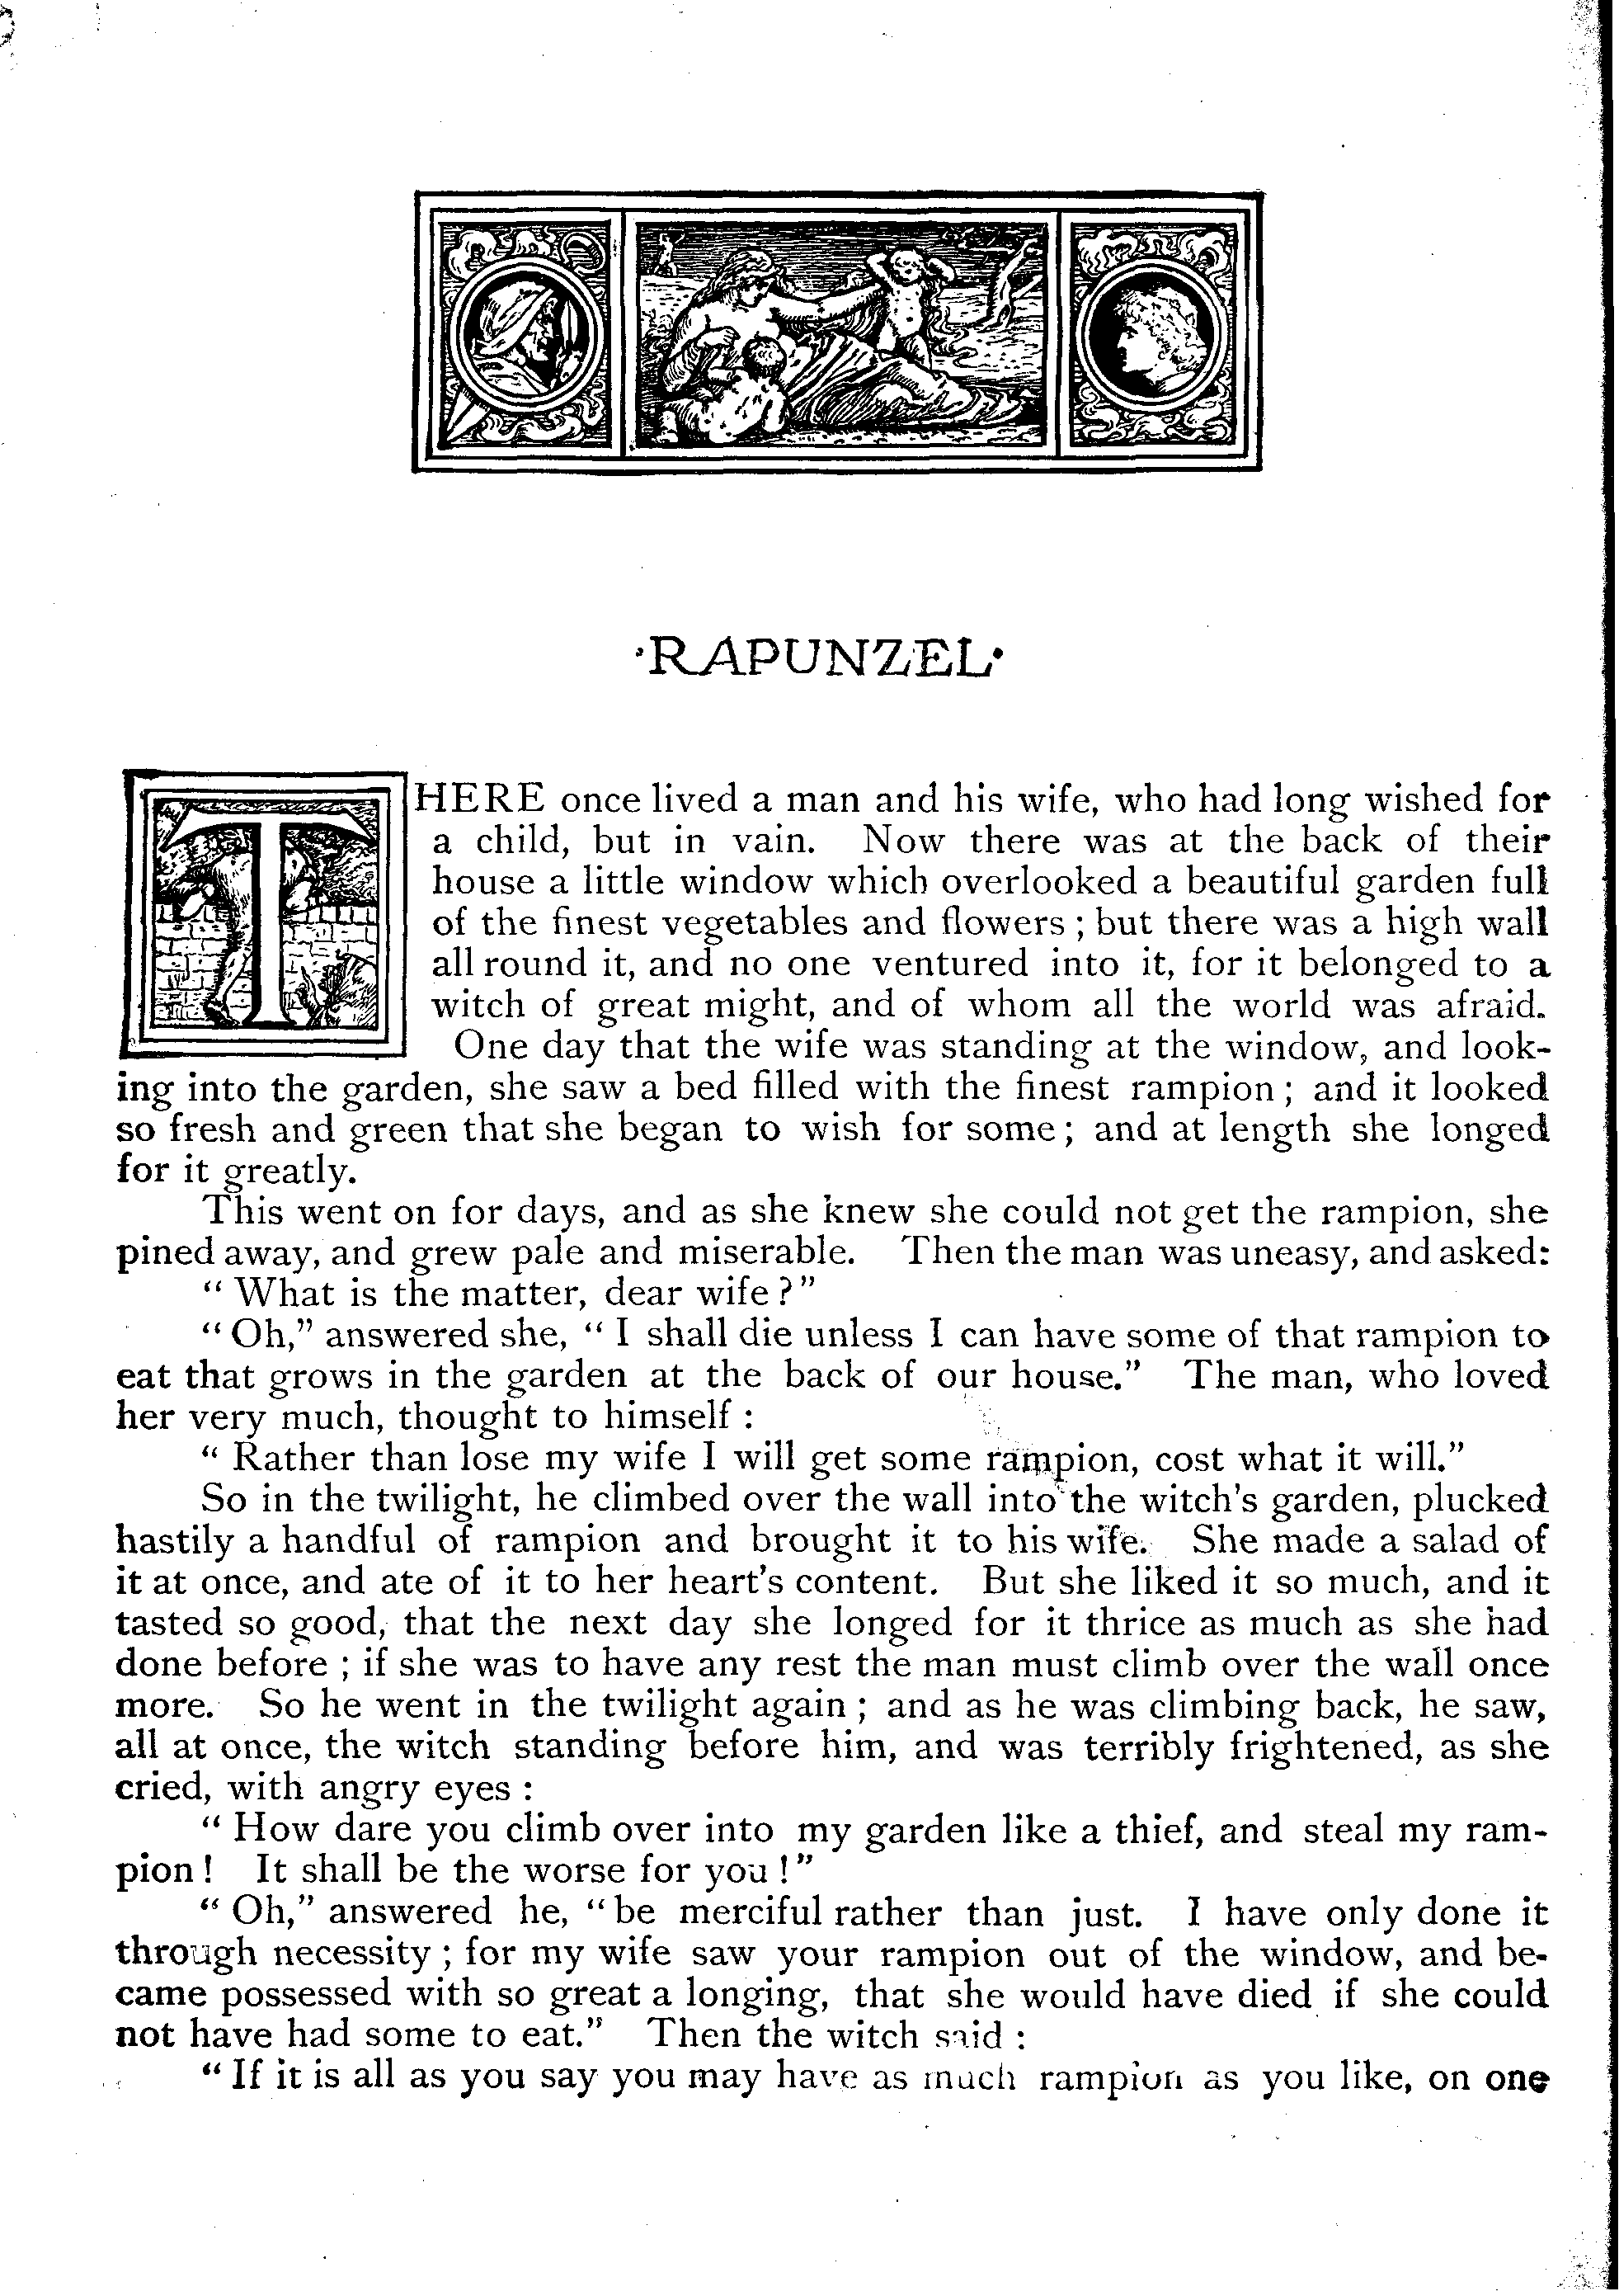 ·RAPUNZEL·
THERE once lived a man and his wife, who had long wished for
a child, but in vain. Now there was at the back of their
house a little window which overlooked a beautiful garden full
of the finest vegetables and flowers ; but there was a high wall
all round it, and no one ventured into it, for it belonged to a
witch of great might, and of whom all the world was afraid.
One day that the wife was standing at the window, and look-
ing into the garden, she saw a bed filled with the finest rampion ; and it looked
so fresh and green that she began to wish for some ; and at length she longed
for it greatly.
This went on for days, and as she knew she could not get the rampion, she
pined away, and grew pale and miserable. Then the man was uneasy, and asked:
“ What is the matter, dear wife ? ”
“ Oh,” answered she, “ I shall die unless I can have some of that rampion to
eat that grows in the garden at the back of our house.” The man, who loved
her very much, thought to himself :
“ Rather than lose my wife I will get some rampion, cost what it will.”
So in the twilight, he climbed over the wall into the witch's garden, plucked
hastily a handful of rampion and brought it to his wife. She made a salad of
it at once, and ate of it to her heart's content. But she liked it so much, and it
tasted so good, that the next day she longed for it thrice as much as she had
done before ; if she was to have any rest the man must climb over the wall once
more. So he went in the twilight again ; and as he was climbing back, he saw,
all at once, the witch standing before him, and was terribly frightened, as she
cried, with angry eyes :
“ How dare you climb over into my garden like a thief, and steal my ram-
pion ! It shall be the worse for you ! ”
“ Oh,” answered he, “ be merciful rather than just. I have only done it
through necessity ; for my wife saw your rampion out of the window, and be-
came possessed with so great a longing, that she would have died if she could
not have had some to eat.” Then the witch said :
“ If it is all as you say you may have as much rampion as you like, on one